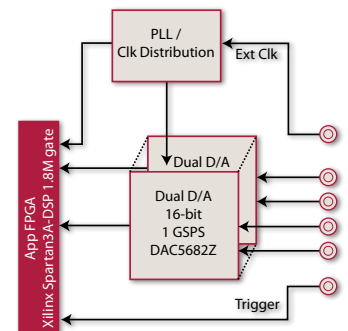 PLL /
Clk Distribution
Ext Clk
Dual D/A
Dual D/A
16-bit
1 GSPS
DAC5682Z
App FPGA
Xilinx Spartan3A-DSP 1.8M gate
Trigger